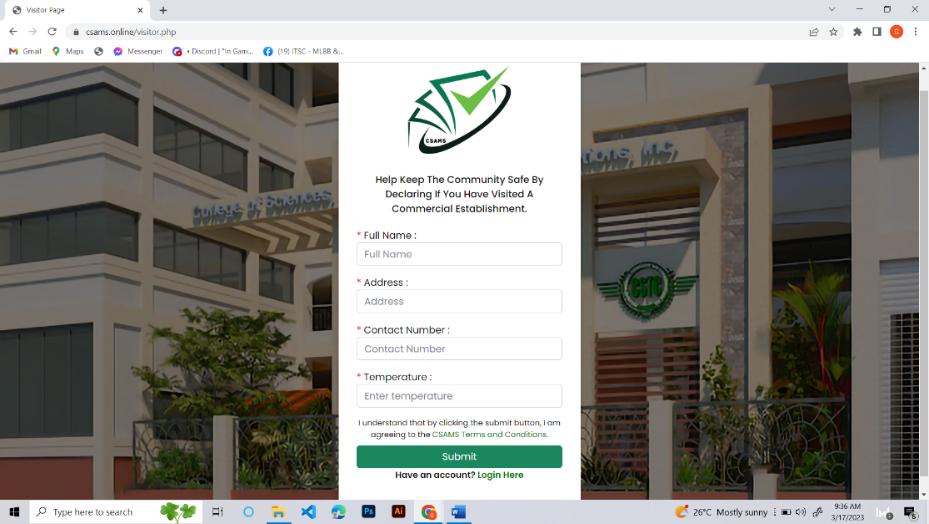 Visitor Page
csams.online/visitor.php
Gmail
Maps
Messenger
• Discord | "In Gam...
(19) ITSC - MLBB &...
CSAMS
College of Sciences
tions, Inc
CSTC
Help Keep The Community Safe By
Declaring If You Have Visited A
Commercial Establishment.
* Full Name :
Full Name
* Address :
Address
* Contact Number :
Contact Number
* Temperature :
Enter temperature
I understand that by clicking the submit button, I am
agreeing to the CSAMS Terms and Conditions.
Submit
Have an account? Login Here
Type here to search
Ps
Ai
26°C Mostly sunny
9:36 AM
3/17/2023